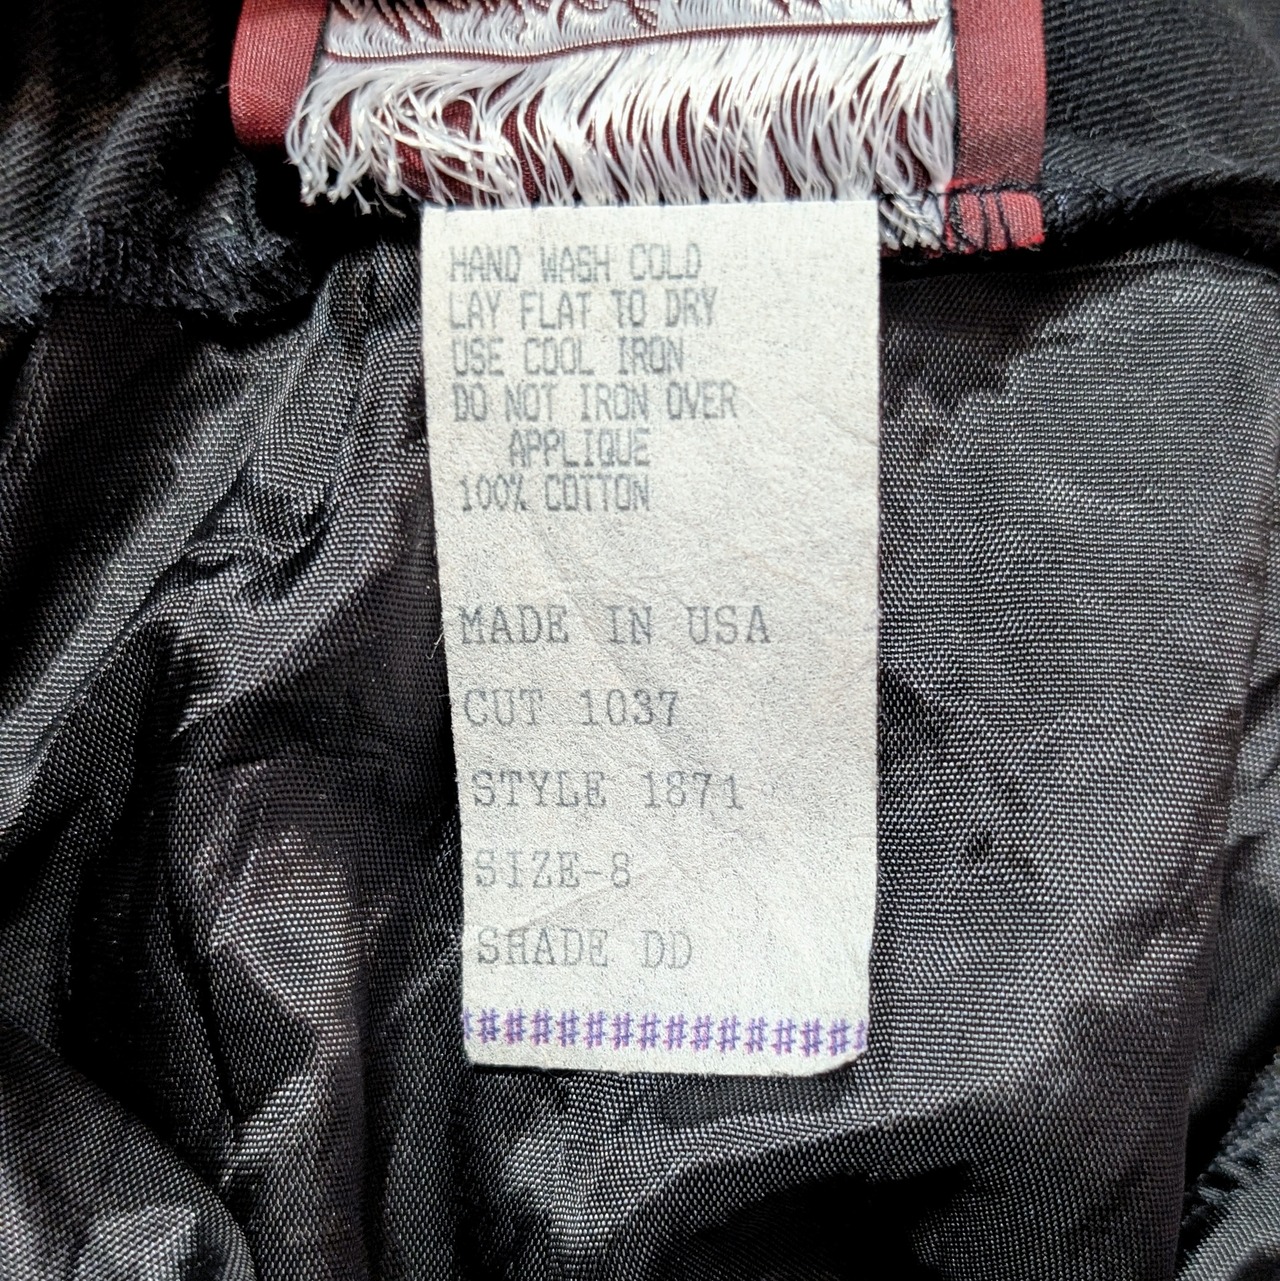 HAND WASH COLD
LAY FLAT TO DRY
USE COOL IRON
DO NOT IRON OVER
APPLIQUE
100% COTTON
MADE IN USA
CUT 1037
STYLE 1871
SIZE-8
SHADE DD
###############